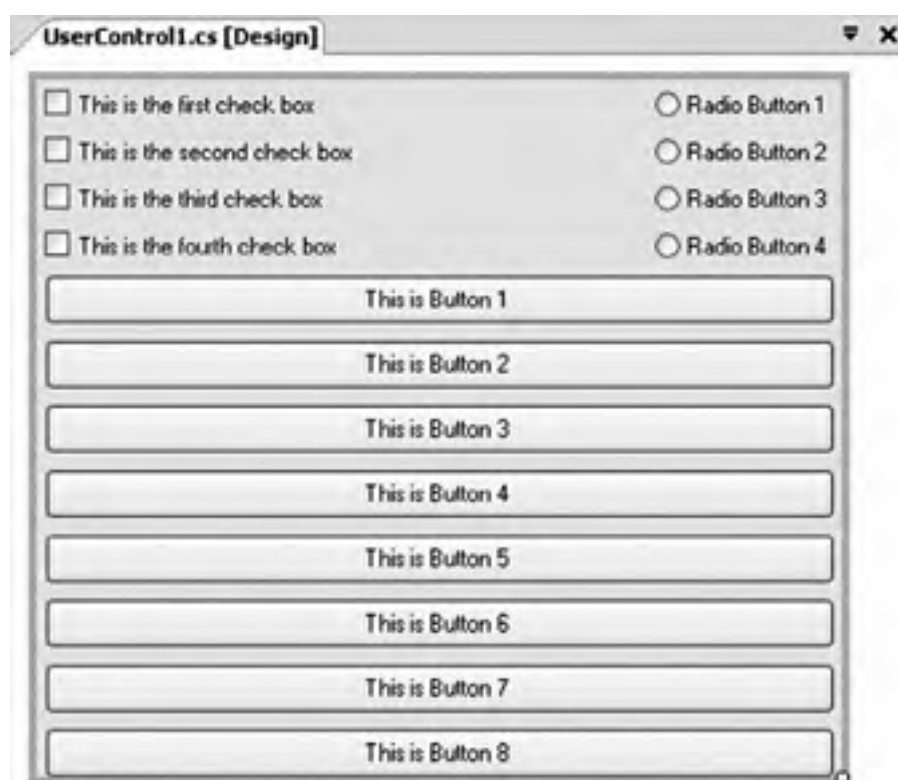 UserControl1.cs [Design]
This is the first check box
Radio Button 1
This is the second check box
Radio Button 2
This is the third check box
Radio Button 3
This is the fourth check box
Radio Button 4
This is Button 1
This is Button 2
This is Button 3
This is Button 4
This is Button 5
This is Button 6
This is Button 7
This is Button 8